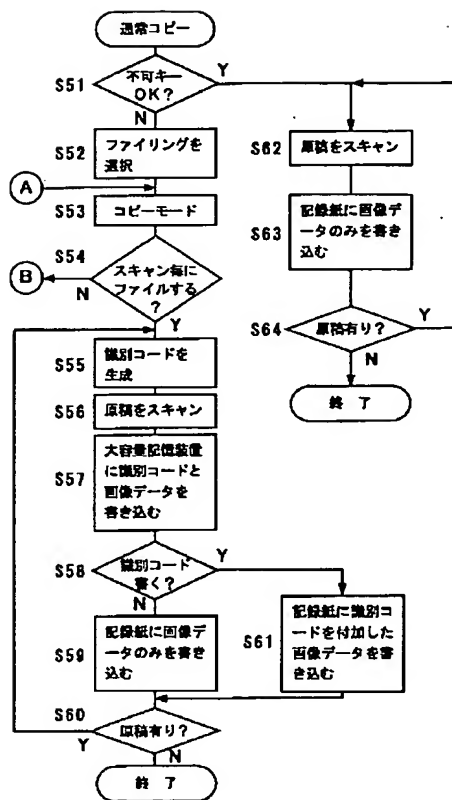 通常コピー
S51
不可キー
OK?
Y
N
S52
ファイリングを
選択
A
S53
コピーモード
S54
スキャン毎に
ファイルする
?
B
N
Y
S55
識別コードを
生成
S56
原稿をスキャン
S57
大容量記憶装置
に識別コードと
画像データを
書き込む
S58
識別コード
書く?
Y
N
S59
記録紙に画像デ
ータのみを書き
込む
S61
記録紙に識別コ
ードを付加した
画像データを書
き込む
S60
原稿有り?
Y
N
終 了
S62
原稿をスキャン
S63
記録紙に画像デ
ータのみを書き
込む
S64
原稿有り?
Y
N
終 了